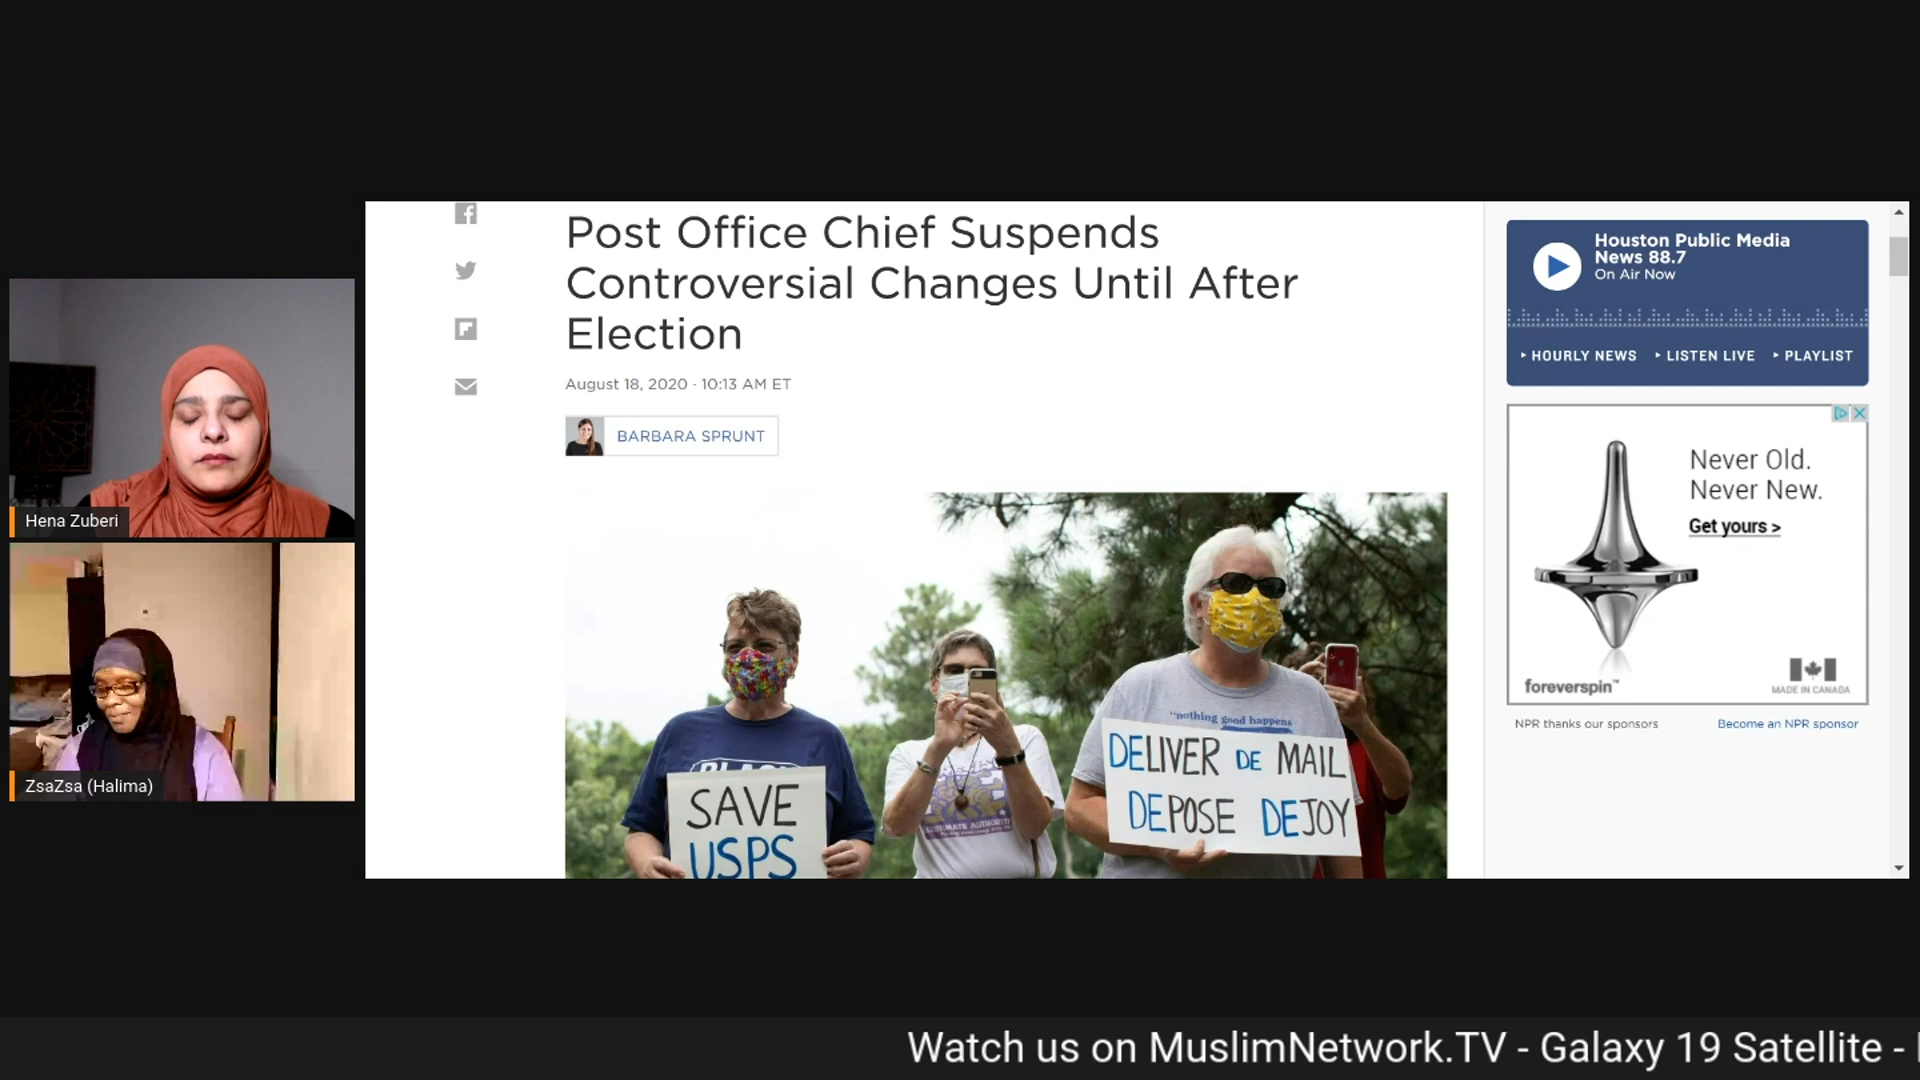 Post Office Chief Suspends
Controversial Changes Until After
Election
August 18, 2020 · 10:13 AM ET
BARBARA SPRUNT
Houston Public Media
News 88.7
On Air Now
HOURLY NEWS
LISTEN LIVE
PLAYLIST
Never Old.
Never New.
Get yours >
foreverspin™
MADE IN CANADA
NPR thanks our sponsors
Become an NPR sponsor
Hena Zuberi
ZsaZsa (Halima)
SAVE
USPS
"nothing good happens
DELIVER DE MAIL
DEPOSE DEJOY
Watch us on MuslimNetwork.TV - Galaxy 19 Satellite -